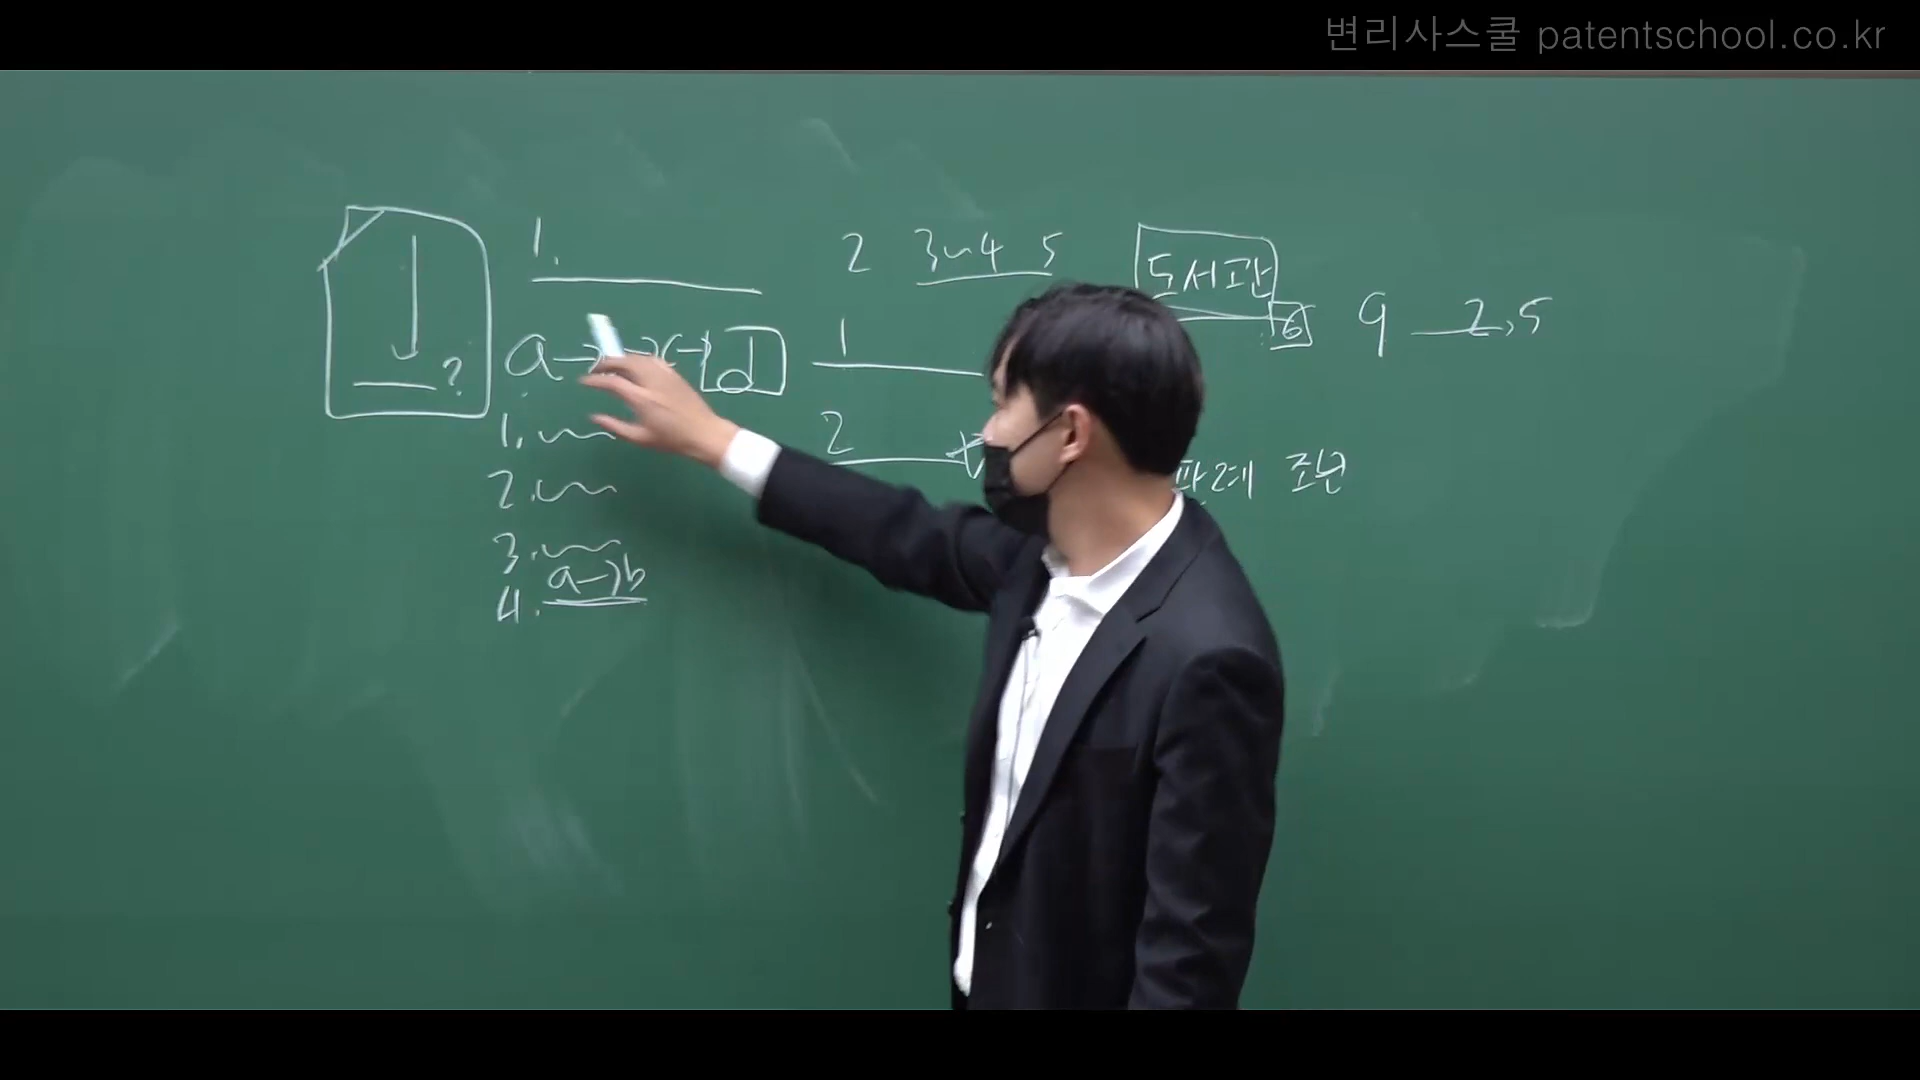 변리사스쿨 patentschool.co.kr
1.
2 3~4 5
도서관
6
9 2,5
?
a→ →c→d
1
1.
2
2.
판례 조문
3.
a→b
4.